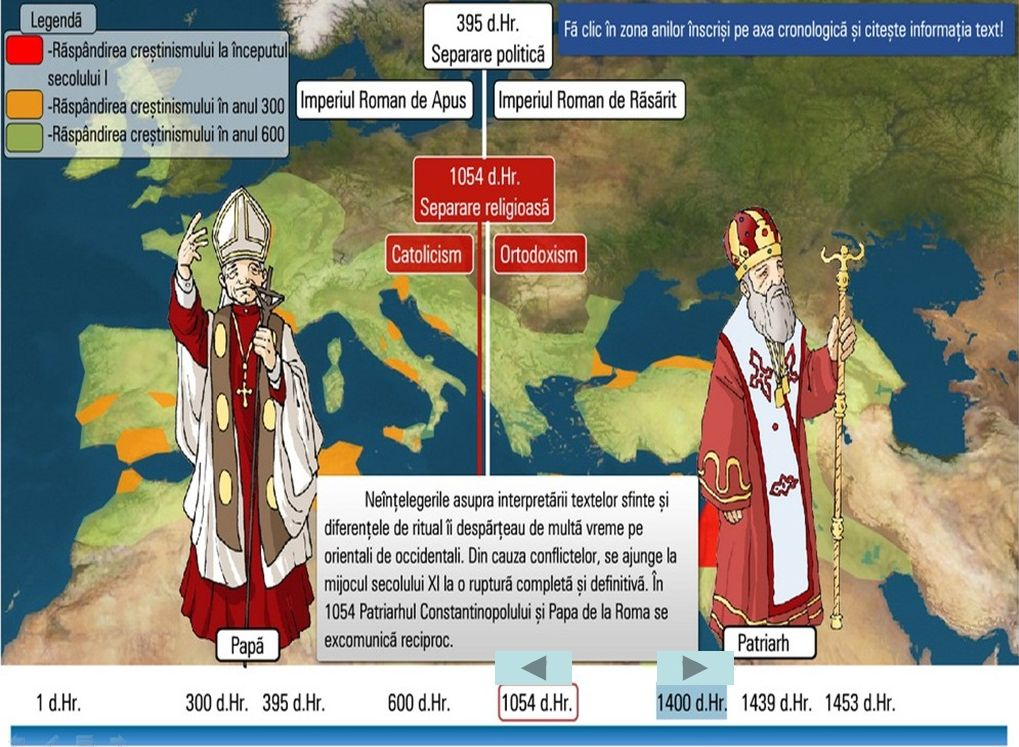 Legendă
-Răspândirea creștinismului la începutul
secolului I
-Răspândirea creștinismului în anul 300
-Răspândirea creștinismului în anul 600
395 d.Hr.
Separare politică
Fă clic în zona anilor înscriși pe axa cronologică și citește informația text!
Imperiul Roman de Apus
Imperiul Roman de Răsărit
1054 d.Hr.
Separare religioasă
Catolicism
Ortodoxism
Neînțelegerile asupra interpretării textelor sfinte și
diferențele de ritual îi despărțeau de multă vreme pe
orientali de occidentali. Din cauza conflictelor, se ajunge la
mijocul secolului XI la o ruptură completă și definitivă. În
1054 Patriarhul Constantinopolului și Papa de la Roma se
excomunică reciproc.
Papă
Patriarh
1 d.Hr.
300 d.Hr.
395 d.Hr.
600 d.Hr.
1054 d.Hr.
1400 d.Hr.
1439 d.Hr.
1453 d.Hr.